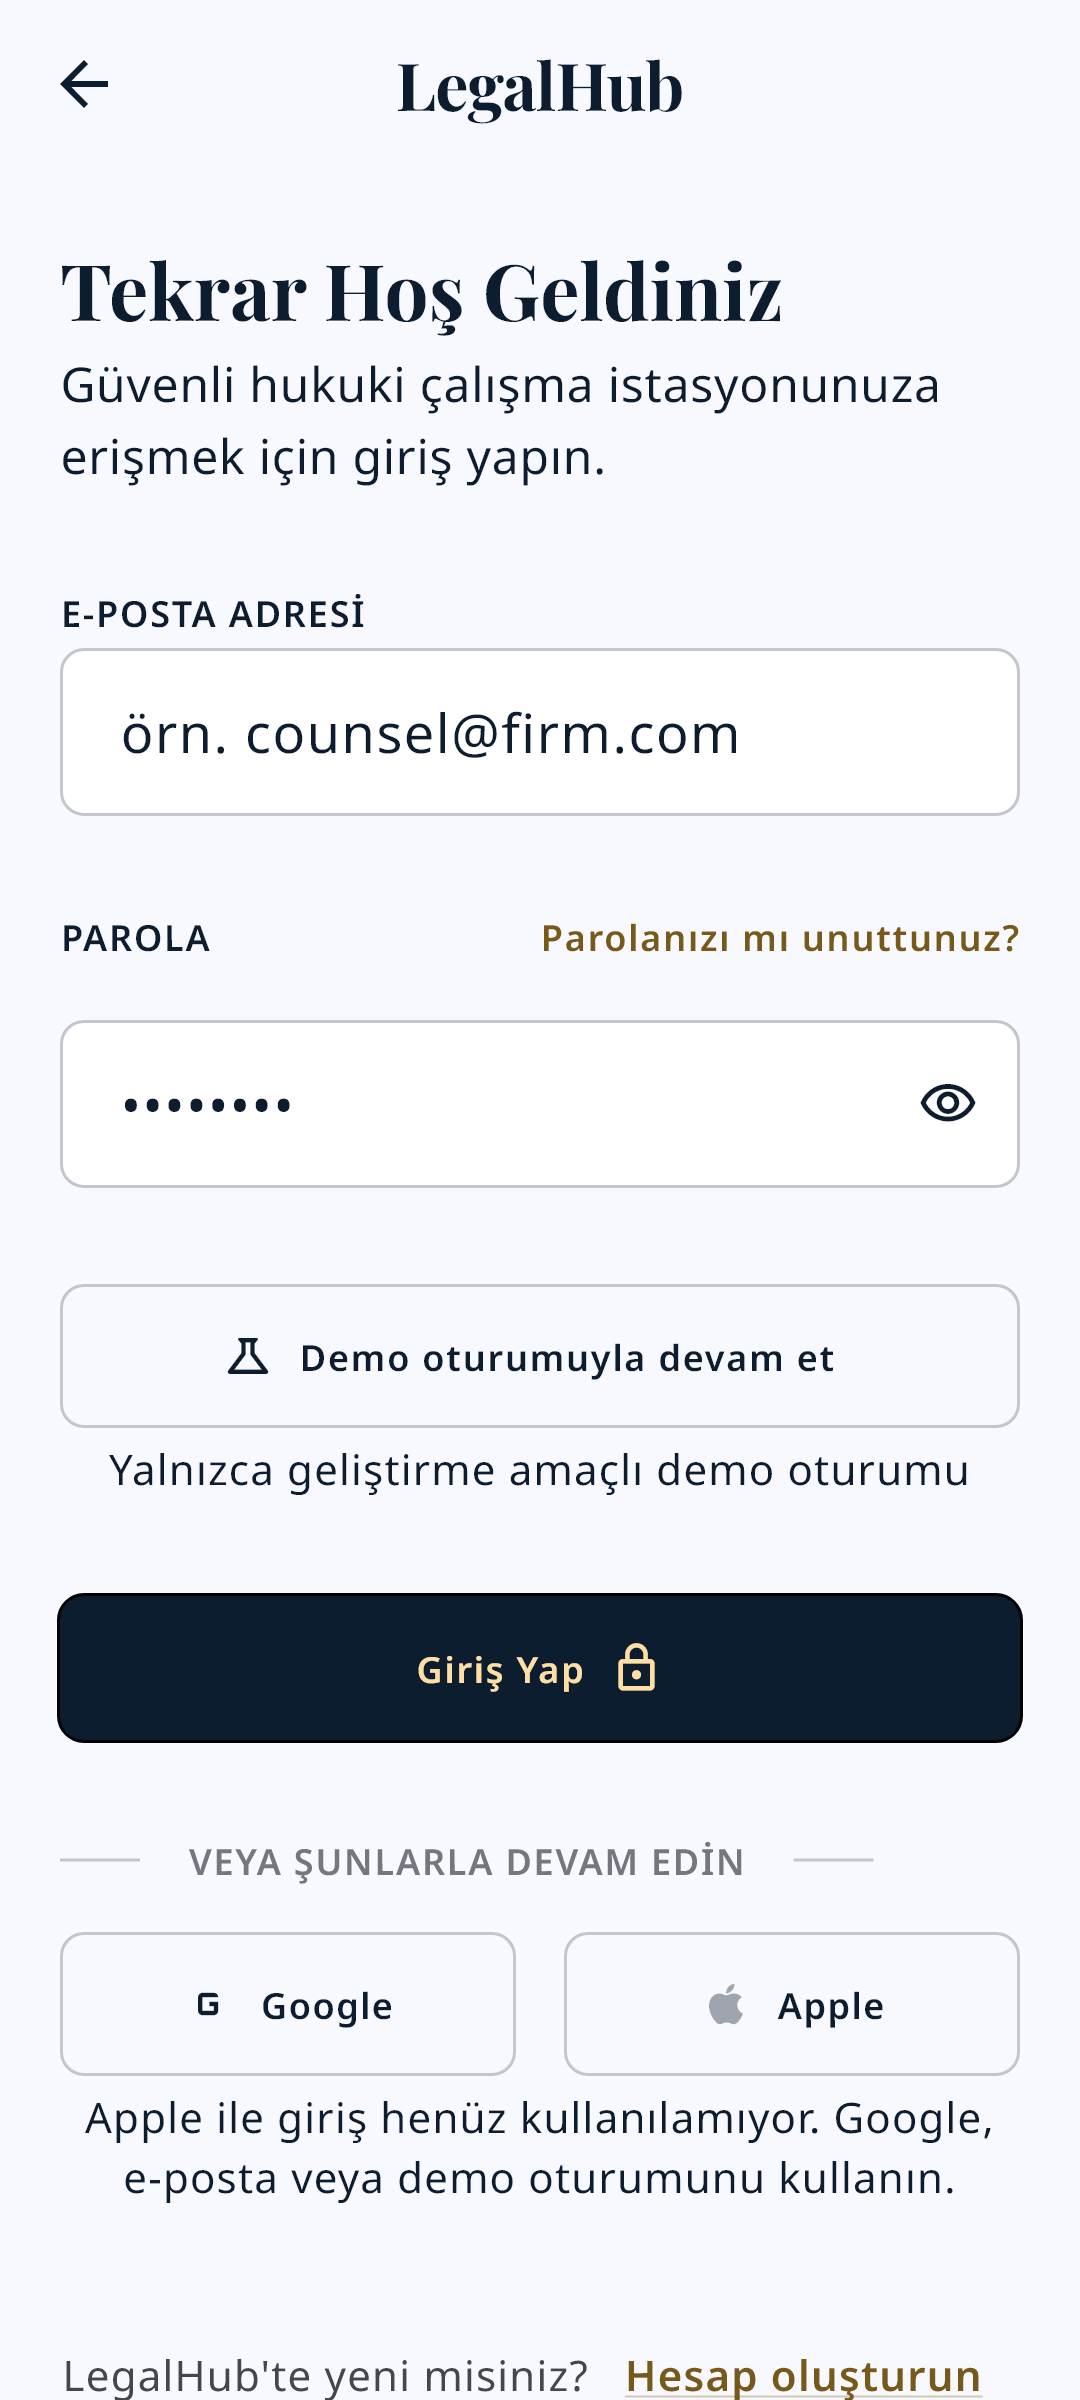 LegalHub
Tekrar Hoş Geldiniz
Güvenli hukuki çalışma istasyonunuza
erişmek için giriş yapın.
E-POSTA ADRESİ
örn. counsel@firm.com
PAROLA
Parolanızı mı unuttunuz?
••••••••
Demo oturumuyla devam et
Yalnızca geliştirme amaçlı demo oturumu
Giriş Yap
VEYA ŞUNLARLA DEVAM EDİN
G Google
Apple
Apple ile giriş henüz kullanılamıyor. Google,
e-posta veya demo oturumunu kullanın.
LegalHub'te yeni misiniz? Hesap oluşturun